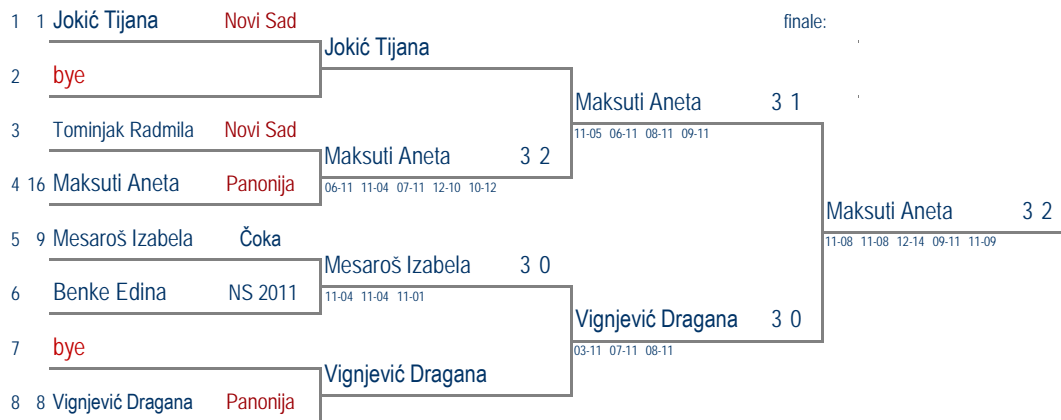 1 1 Jokić Tijana Novi Sad finale:
Jokić Tijana
2 bye
Maksuti Aneta 3 1
11-05 06-11 08-11 09-11
3 Tominjak Radmila Novi Sad
Maksuti Aneta 3 2
06-11 11-04 07-11 12-10 10-12
4 16 Maksuti Aneta Panonija
Maksuti Aneta 3 2
11-08 11-08 12-14 09-11 11-09
5 9 Mesaroš Izabela Čoka
Mesaroš Izabela 3 0
11-04 11-04 11-01
6 Benke Edina NS 2011
Vignjević Dragana 3 0
03-11 07-11 08-11
7 bye
Vignjević Dragana
8 8 Vignjević Dragana Panonija